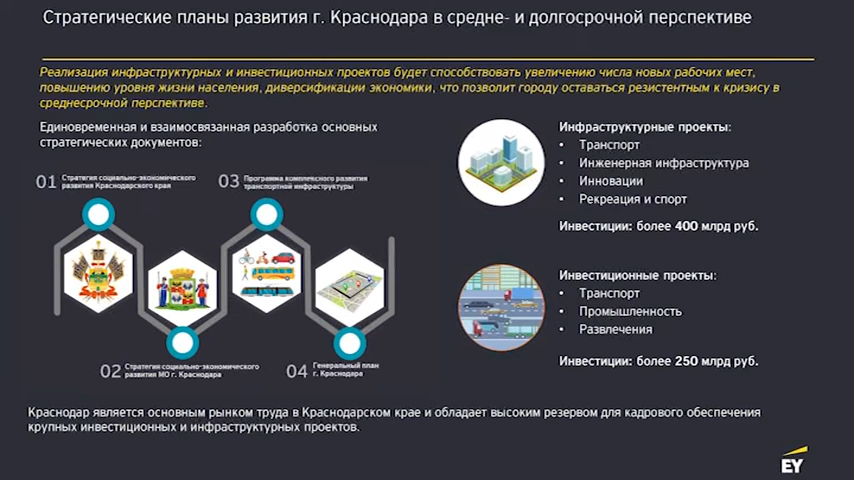 Стратегические планы развития г. Краснодара в средне- и долгосрочной перспективе
Реализация инфраструктурных и инвестиционных проектов будет способствовать увеличению числа новых рабочих мест,
повышению уровня жизни населения, диверсификации экономики, что позволит городу оставаться резистентным к кризису в
среднесрочной перспективе.
Единовременная и взаимосвязанная разработка основных
стратегических документов:
01 Стратегия социально-экономического
развития Краснодарского края
03 Программа комплексного развития
транспортной инфраструктуры
02 Стратегия социально-экономического
развития МО г. Краснодара
04 Генеральный план
г. Краснодара
Инфраструктурные проекты:
• Транспорт
• Инженерная инфраструктура
• Инновации
• Рекреация и спорт
Инвестиции: более 400 млрд руб.
Инвестиционные проекты:
• Транспорт
• Промышленность
• Развлечения
Инвестиции: более 250 млрд руб.
Краснодар является основным рынком труда в Краснодарском крае и обладает высоким резервом для кадрового обеспечения
крупных инвестиционных и инфраструктурных проектов.
EY